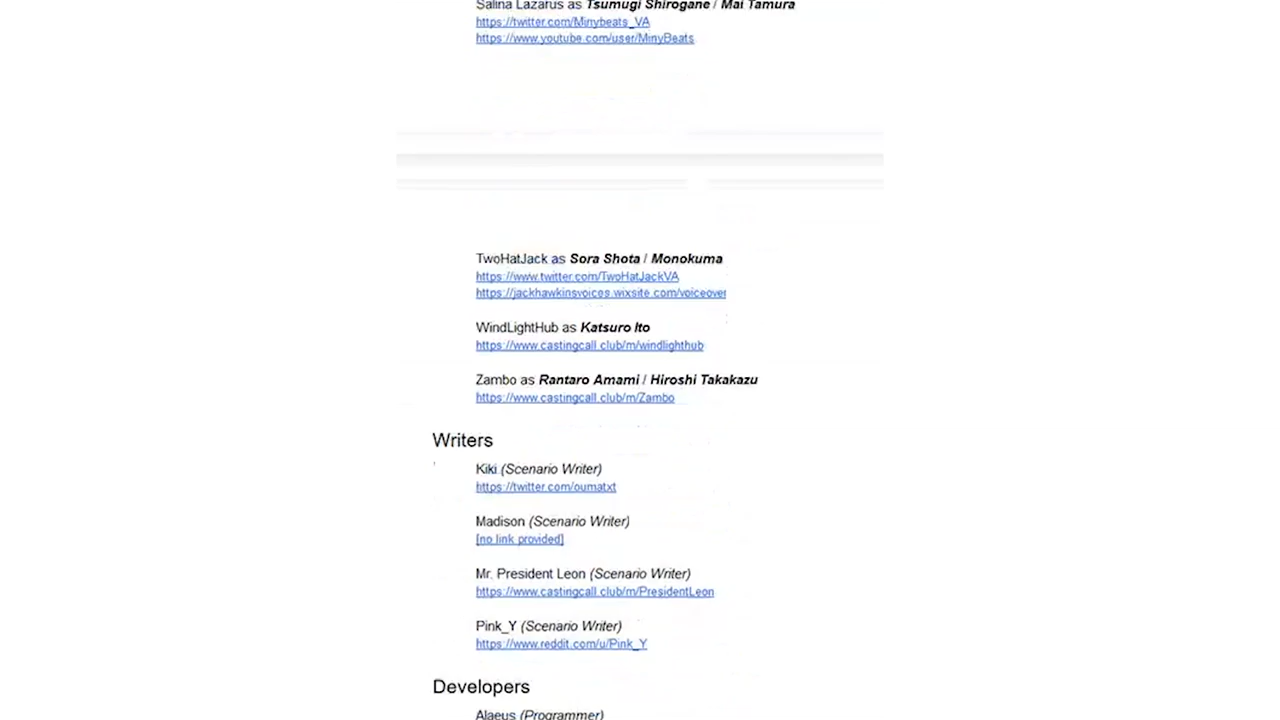 Salina Lazarus as Tsumugi Shirogane / Mai Tamura
https://twitter.com/Minybeats_VA
https://www.youtube.com/user/MinyBeats
TwoHatJack as Sora Shota / Monokuma
https://www.twitter.com/TwoHatJackVA
https://jackhawkinsvoices.wixsite.com/voiceover
WindLightHub as Katsuro Ito
https://www.castingcall.club/m/windlighthub
Zambo as Rantaro Amami / Hiroshi Takakazu
https://www.castingcall.club/m/Zambo
Writers
Kiki (Scenario Writer)
https://twitter.com/oumatxt
Madison (Scenario Writer)
[no link provided]
Mr. President Leon (Scenario Writer)
https://www.castingcall.club/m/PresidentLeon
Pink_Y (Scenario Writer)
https://www.reddit.com/u/Pink_Y
Developers
Alaeus (Programmer)